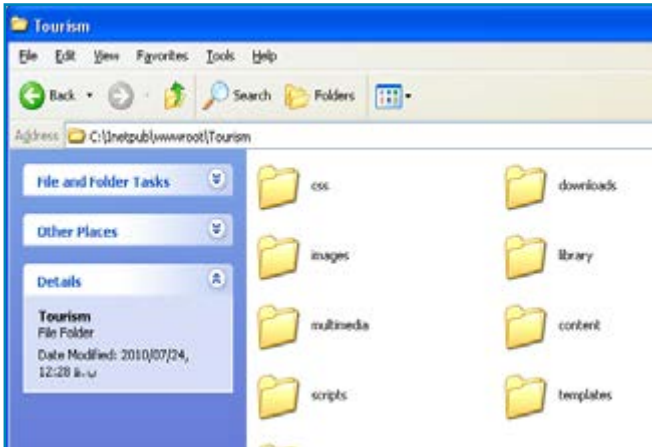 Tourism
File Edit View Favorites Tools Help
Back Search Folders
Address C:\Inetpub\wwwroot\Tourism
File and Folder Tasks
Other Places
Details
Tourism
File Folder
Date Modified: 2010/07/24,
12:28 ب.ظ
css downloads
images library
multimedia content
scripts templates